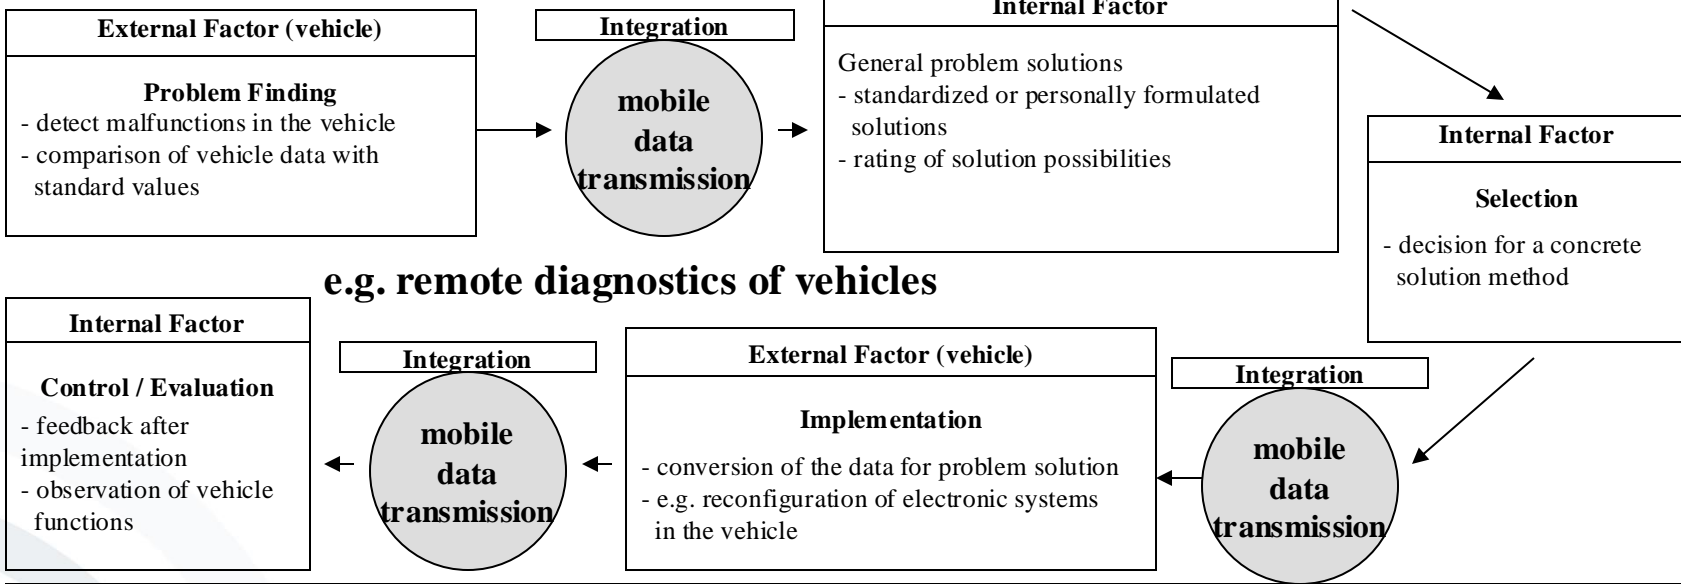 External Factor (vehicle)
Problem Finding
- detect malfunctions in the vehicle
- comparison of vehicle data with
standard values
Integration
mobile
data
transmission
Internal Factor
General problem solutions
- standardized or personally formulated
solutions
- rating of solution possibilities
Internal Factor
Selection
- decision for a concrete
solution method
e.g. remote diagnostics of vehicles
Integration
mobile
data
transmission
External Factor (vehicle)
Implementation
- conversion of the data for problem solution
- e.g. reconfiguration of electronic systems
in the vehicle
Integration
mobile
data
transmission
Internal Factor
Control / Evaluation
- feedback after
implementation
- observation of vehicle
functions